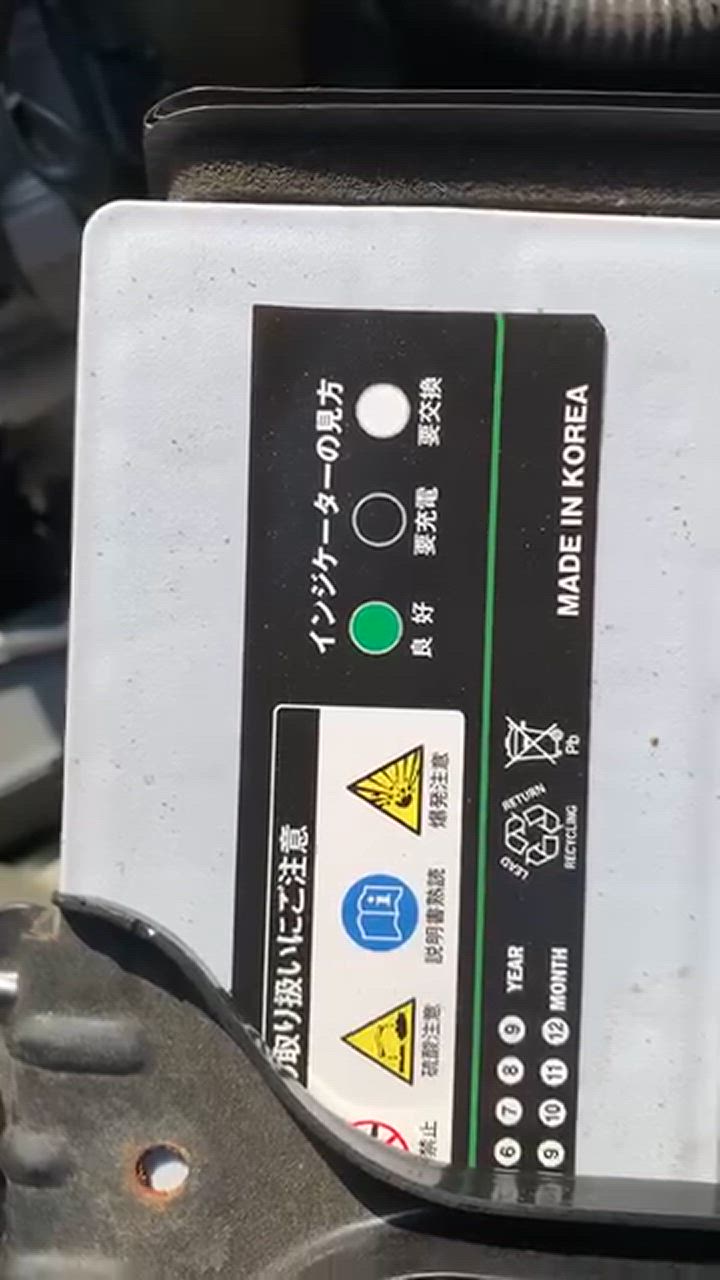 取り扱いにご注意
禁止
硫酸注意
説明書熟読
爆発注意
インジケーターの見方
良好
要充電
要交換
6 7 8 9 YEAR
9 10 11 12 MONTH
LEAD
RETURN
RECYCLING
Pb
MADE IN KOREA